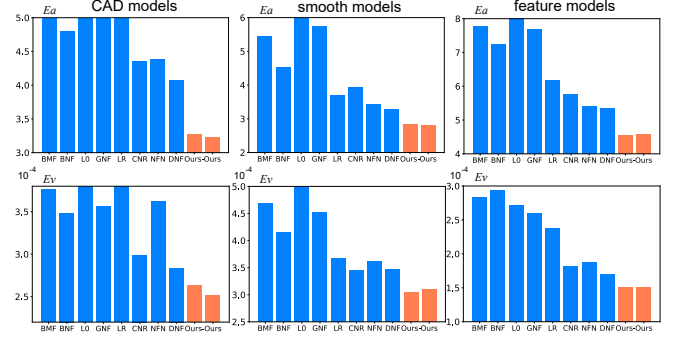 CAD models
smooth models
feature models
Ea
5.0
4.5
4.0
3.5
3.0
BMF BNF L0 GNF LR CNR NFN DNF Ours-Ours
Ea
6
5
4
3
2
BMF BNF L0 GNF LR CNR NFN DNF Ours-Ours
Ea
8
7
6
5
4
BMF BNF L0 GNF LR CNR NFN DNF Ours-Ours
10⁻⁴
Ev
3,5
2.5
BMF BNF L0 GNF LR CNR NFN DNF Ours-Ours
10⁻⁴
Ev
5.0
4.5
4.0
3.5
3.0
2,5
BMF BNF L0 GNF LR CNR NFN DNF Ours-Ours
10⁻⁴
Ev
3,0
2,5
2,0
1,5
1,0
BMF BNF L0 GNF LR CNR NFN DNF Ours-Ours